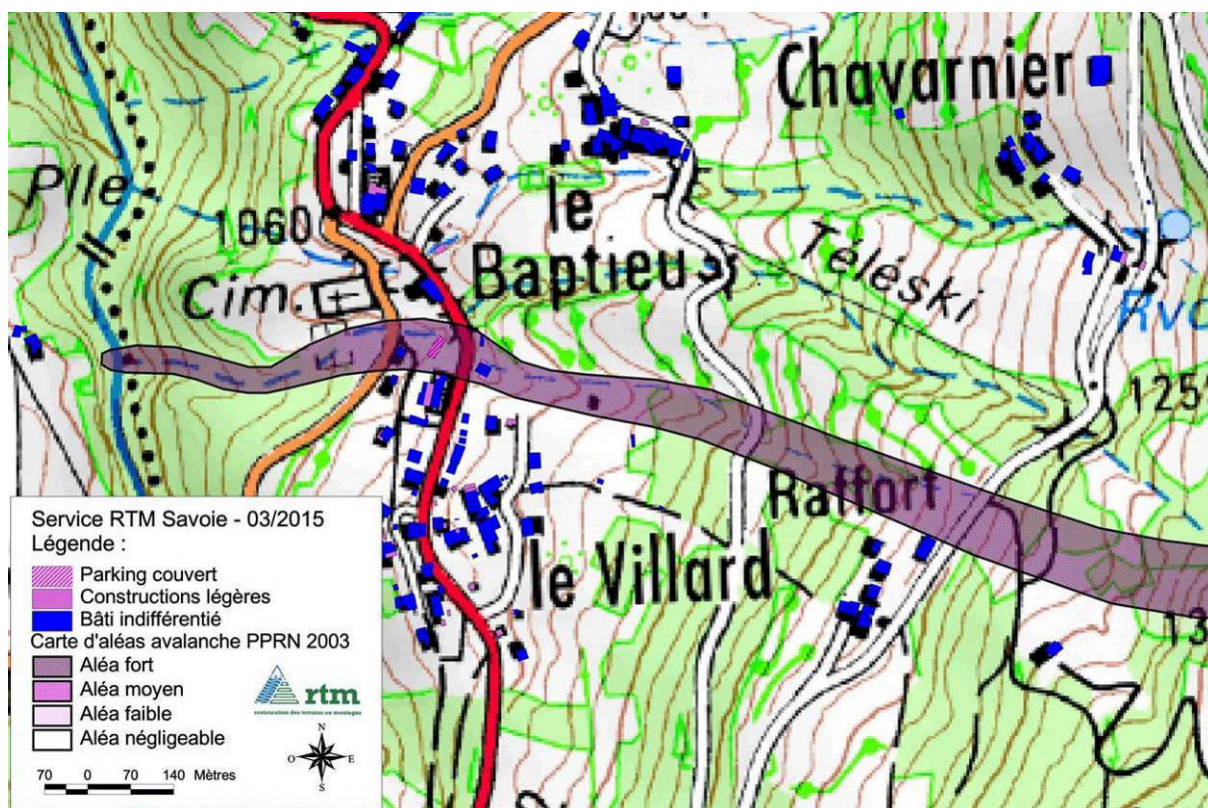 Chavarnier
Plle
le
1060
Baptieu
Téléski
Cim.
125
Raffort
le Villard
13
Service RTM Savoie - 03/2015
Légende :
Parking couvert
Constructions légères
Bâti indifférentié
Carte d'aléas avalanche PPRN 2003
Aléa fort
Aléa moyen
Aléa faible
Aléa négligeable
rtm
restauration des terrains en montagne
N
O E
S
70 0 70 140 Mètres